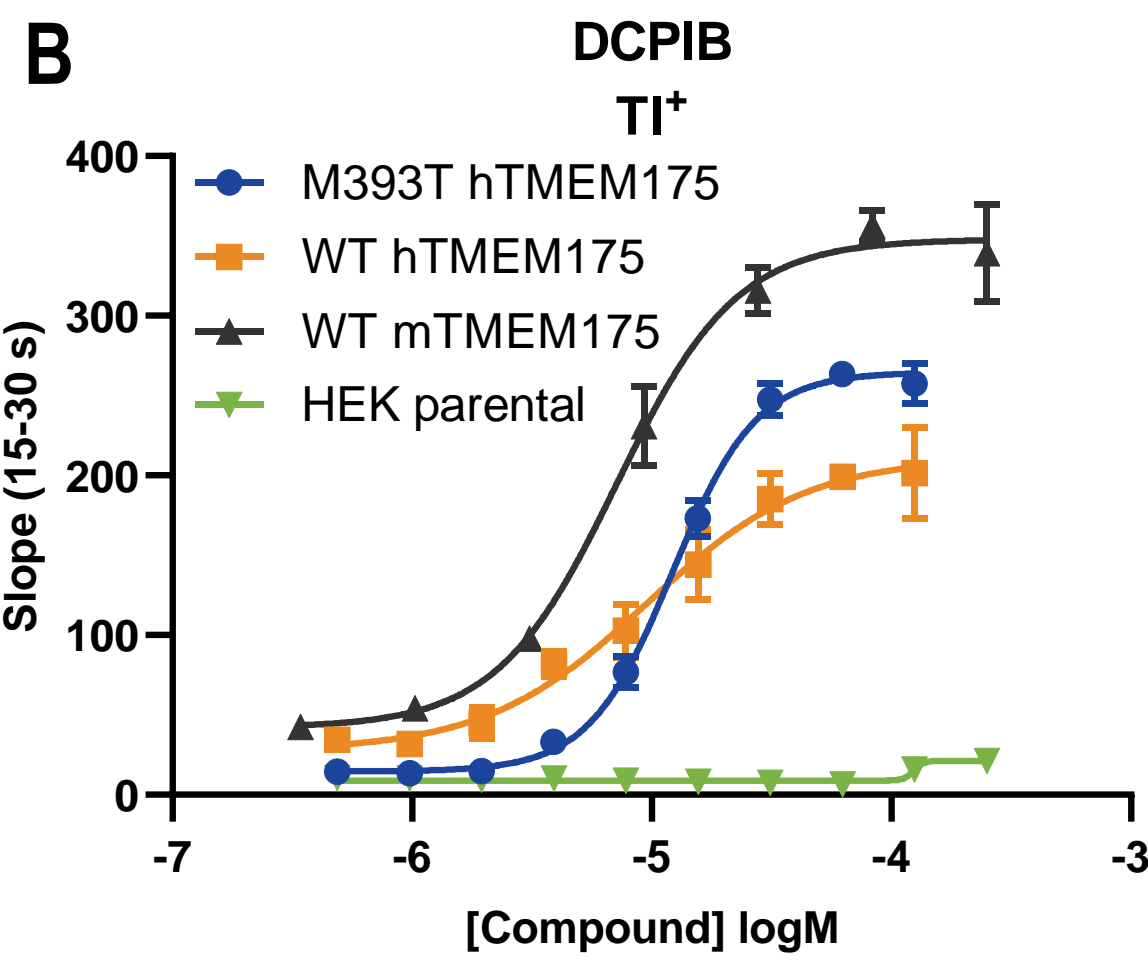 B
DCPIB
Tl⁺
400
300
200
100
0
Slope (15-30 s)
M393T hTMEM175
WT hTMEM175
WT mTMEM175
HEK parental
-7 -6 -5 -4 -3
[Compound] logM